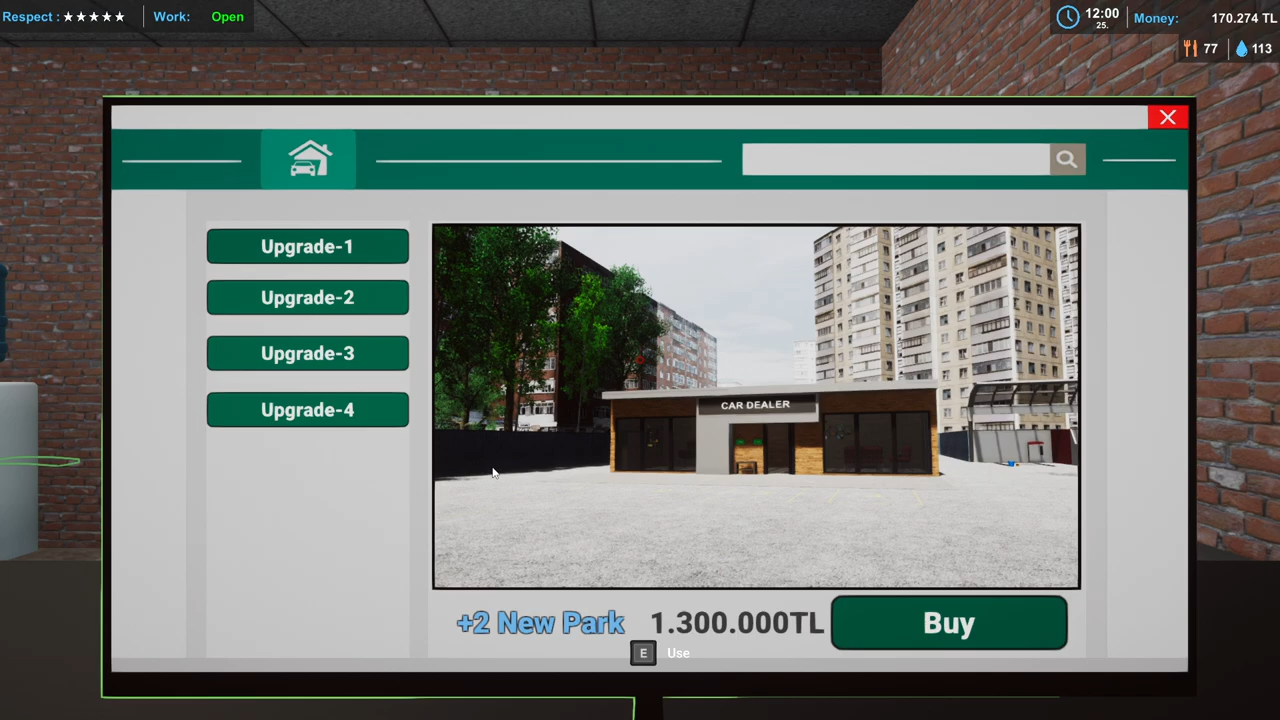 Respect : ★★★★★ Work: Open
12:00 Money: 170.274 TL
25.
77 113
Upgrade-1
Upgrade-2
Upgrade-3
Upgrade-4
CAR DEALER
+2 New Park 1.300.000TL Buy
E Use